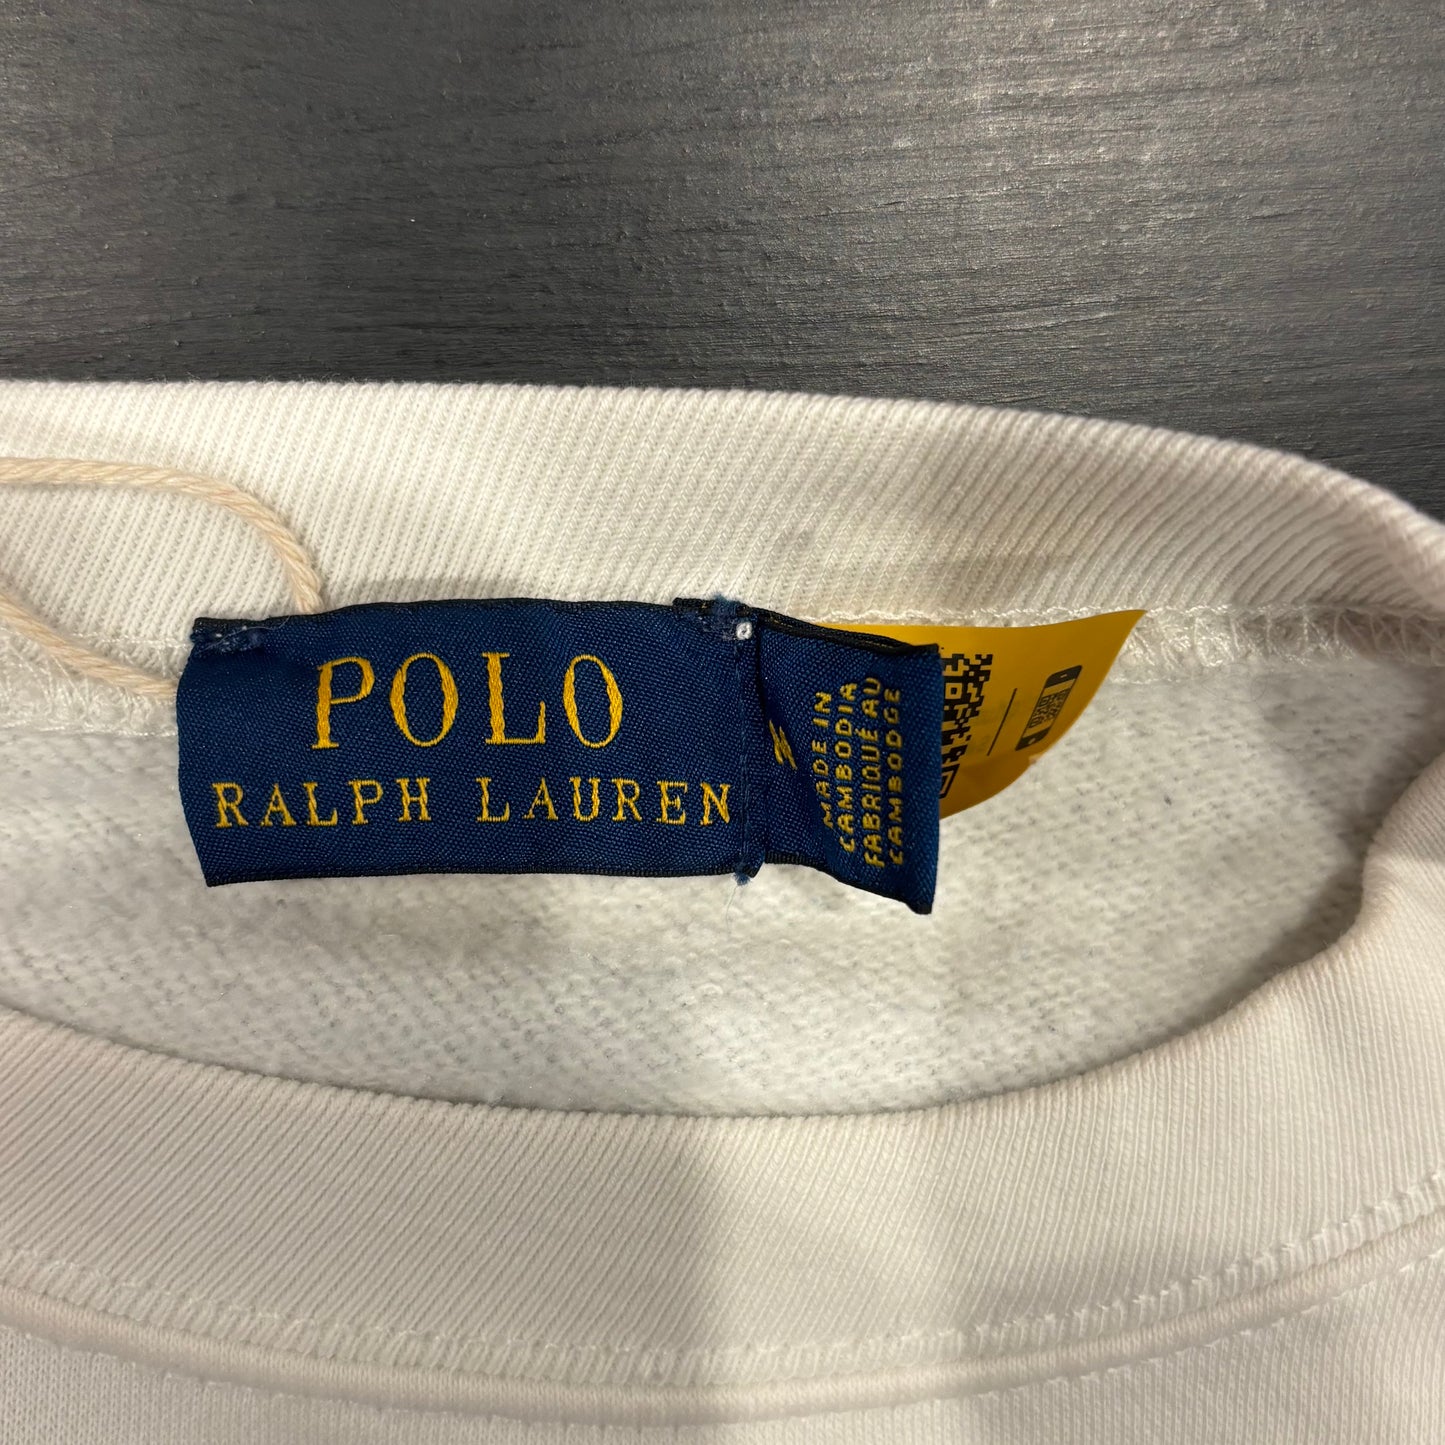 POLO
RALPH LAUREN
M
MADE IN
CAMBODIA
FABRIQUÉ AU
CAMBODGE